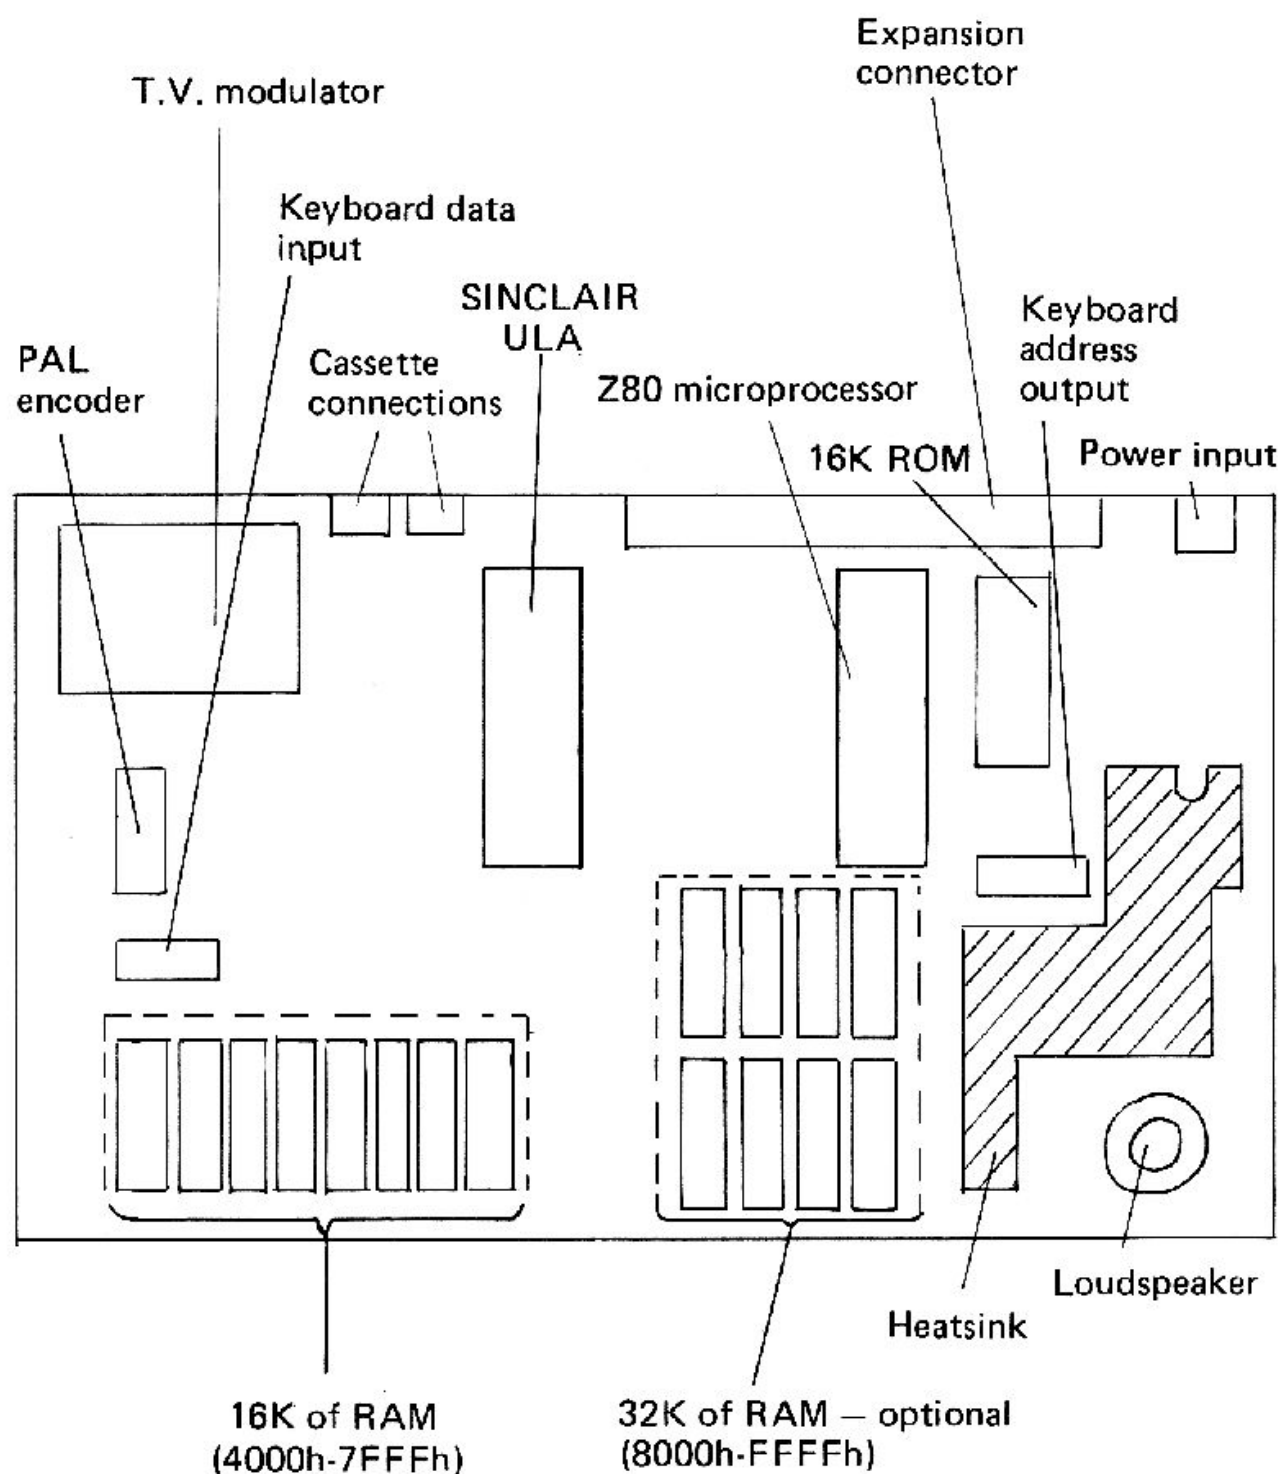 Expansion
connector
T.V. modulator
Keyboard data
input
SINCLAIR
ULA
Keyboard
address
output
PAL
encoder
Cassette
connections
Z80 microprocessor
16K ROM
Power input
Loudspeaker
Heatsink
16K of RAM
(4000h-7FFFh)
32K of RAM — optional
(8000h-FFFFh)